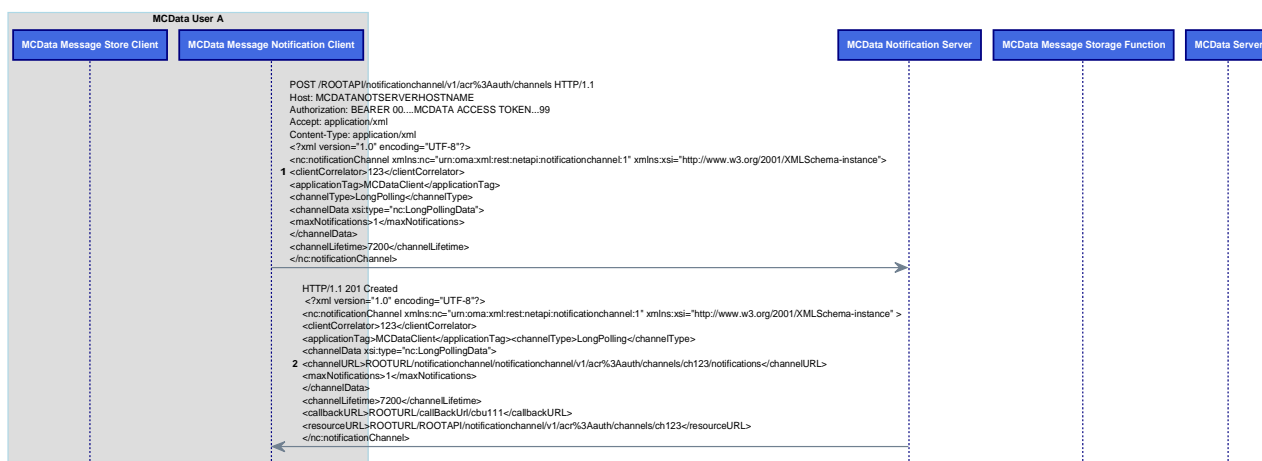 MCData User A
MCData Message Store Client
MCData Message Notification Client
MCData Notification Server
MCData Message Storage Function
MCData Server
POST /ROOTAPI/notificationchannel/v1/acr%3Aauth/channels HTTP/1.1
Host: MCDATANOTSERVERHOSTNAME
Authorization: BEARER 00....MCDATA ACCESS TOKEN...99
Accept: application/xml
Content-Type: application/xml
<?xml version="1.0" encoding="UTF-8"?>
<nc:notificationChannel xmlns:nc="urn:oma:xml:rest:netapi:notificationchannel:1" xmlns:xsi="http://www.w3.org/2001/XMLSchema-instance">
1 <clientCorrelator>123</clientCorrelator>
<applicationTag>MCDataClient</applicationTag>
<channelType>LongPolling</channelType>
<channelData xsi:type="nc:LongPollingData">
<maxNotifications>1</maxNotifications>
</channelData>
<channelLifetime>7200</channelLifetime>
</nc:notificationChannel>
HTTP/1.1 201 Created
<?xml version="1.0" encoding="UTF-8"?>
<nc:notificationChannel xmlns:nc="urn:oma:xml:rest:netapi:notificationchannel:1" xmlns:xsi="http://www.w3.org/2001/XMLSchema-instance" >
<clientCorrelator>123</clientCorrelator>
<applicationTag>MCDataClient</applicationTag><channelType>LongPolling</channelType>
<channelData xsi:type="nc:LongPollingData">
2 <channelURL>ROOTURL/notificationchannel/notificationchannel/v1/acr%3Aauth/channels/ch123/notifications</channelURL>
<maxNotifications>1</maxNotifications>
</channelData>
<channelLifetime>7200</channelLifetime>
<callbackURL>ROOTURL/callBackUrl/cbu111</callbackURL>
<resourceURL>ROOTURL/ROOTAPI/notificationchannel/v1/acr%3Aauth/channels/ch123</resourceURL>
</nc:notificationChannel>